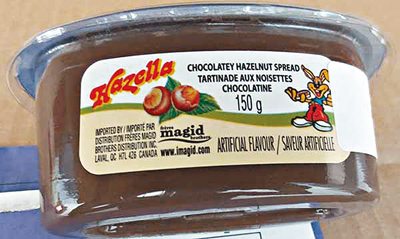 Hazella
CHOCOLATEY HAZELNUT SPREAD
TARTINADE AUX NOISETTES
CHOCOLATINE
150 g
IMPORTED BY / IMPORTÉ PAR
DISTRIBUTION FRÈRES MAGID
BROTHERS DISTRIBUTION INC.
LAVAL, QC H7L 4Z6 CANADA
frères
magid
brothers
www.imagid.com
ARTIFICIAL FLAVOUR / SAVEUR ARTIFICIELLE